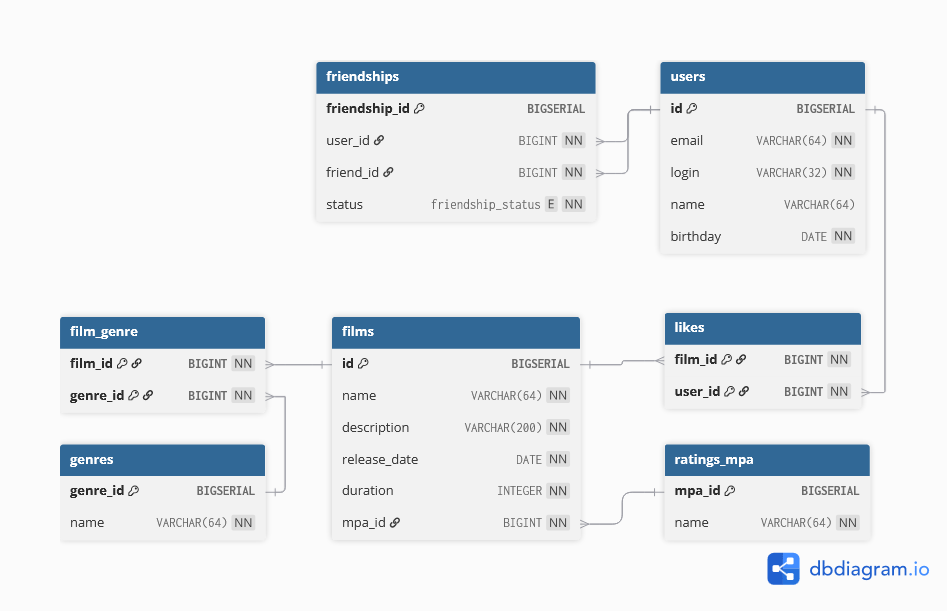 friendships
friendship_id BIGSERIAL
user_id BIGINT NN
friend_id BIGINT NN
status friendship_status E NN
users
id BIGSERIAL
email VARCHAR(64) NN
login VARCHAR(32) NN
name VARCHAR(64)
birthday DATE NN
film_genre
film_id BIGINT NN
genre_id BIGINT NN
genres
genre_id BIGSERIAL
name VARCHAR(64) NN
films
id BIGSERIAL
name VARCHAR(64) NN
description VARCHAR(200) NN
release_date DATE NN
duration INTEGER NN
mpa_id BIGINT NN
likes
film_id BIGINT NN
user_id BIGINT NN
ratings_mpa
mpa_id BIGSERIAL
name VARCHAR(64) NN
dbdiagram.io